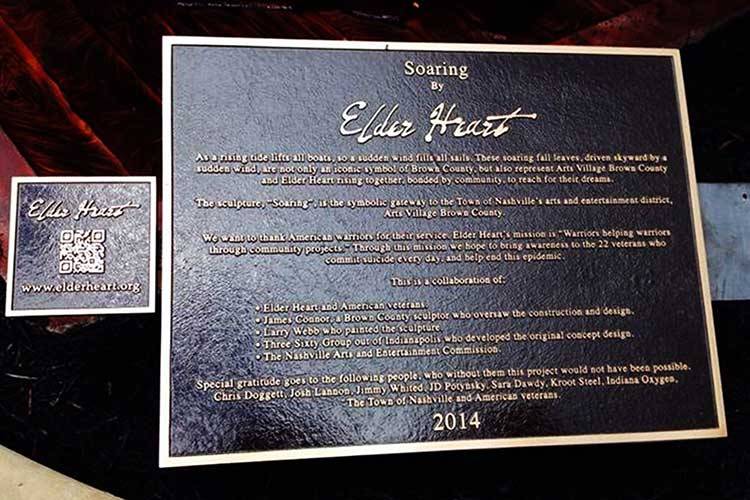 Elder Heart
www.elderheart.org
Soaring
By
Elder Heart
As a rising tide lifts all boats, so a sudden wind fills all sails. These soaring fall leaves, driven skyward by a
sudden wind, are not only an iconic symbol of Brown County, but also represent Arts Village Brown County
and Elder Heart rising together, bonded by community, to reach for their dreams.
The sculpture, "Soaring", is the symbolic gateway to the Town of Nashville's arts and entertainment district,
Arts Village Brown County.
We want to thank American warriors for their service. Elder Heart's mission is "Warriors helping warriors
through community projects." Through this mission we hope to bring awareness to the 22 veterans who
commit suicide every day, and help end this epidemic.
This is a collaboration of:
• Elder Heart and American veterans.
• James Connor, a Brown County sculptor who oversaw the construction and design.
• Larry Webb who painted the sculpture.
• Three Sixty Group out of Indianapolis who developed the original concept design.
• The Nashville Arts and Entertainment Commission.
Special gratitude goes to the following people, who without them this project would not have been possible.
Chris Doggett, Josh Lannon, Jimmy Whited, JD Potynsky, Sara Dawdy, Kroot Steel, Indiana Oxygen,
The Town of Nashville and American veterans.
2014